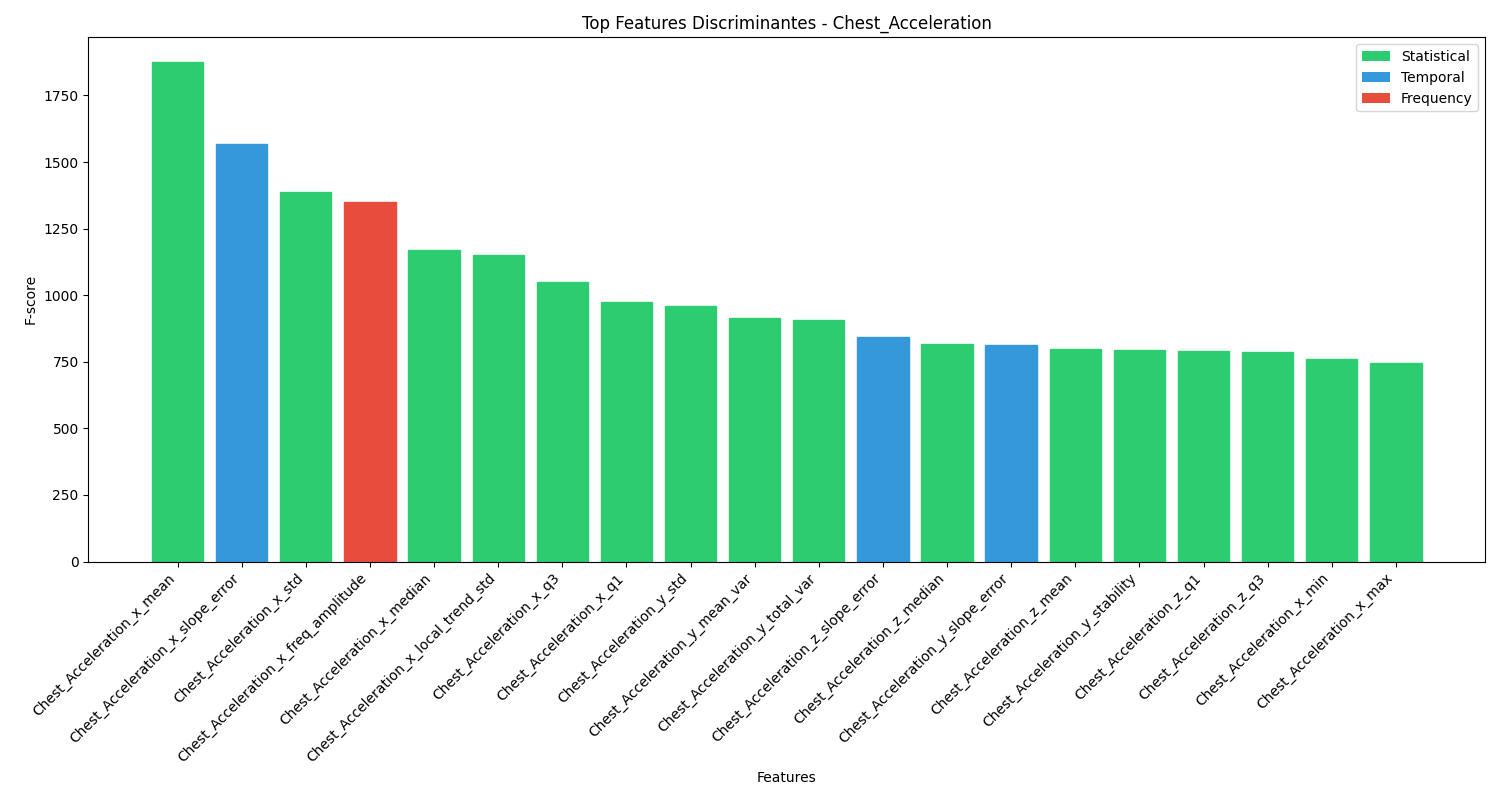 Top Features Discriminantes - Chest_Acceleration
Statistical
Temporal
Frequency
F-score
1750
1500
1250
1000
750
500
250
0
Chest_Acceleration_x_mean
Chest_Acceleration_x_slope_error
Chest_Acceleration_x_std
Chest_Acceleration_x_freq_amplitude
Chest_Acceleration_x_median
Chest_Acceleration_x_local_trend_std
Chest_Acceleration_x_q3
Chest_Acceleration_x_q1
Chest_Acceleration_y_std
Chest_Acceleration_y_mean_var
Chest_Acceleration_y_total_var
Chest_Acceleration_z_slope_error
Chest_Acceleration_z_median
Chest_Acceleration_y_slope_error
Chest_Acceleration_z_mean
Chest_Acceleration_y_stability
Chest_Acceleration_z_q1
Chest_Acceleration_z_q3
Chest_Acceleration_x_min
Chest_Acceleration_x_max
Features